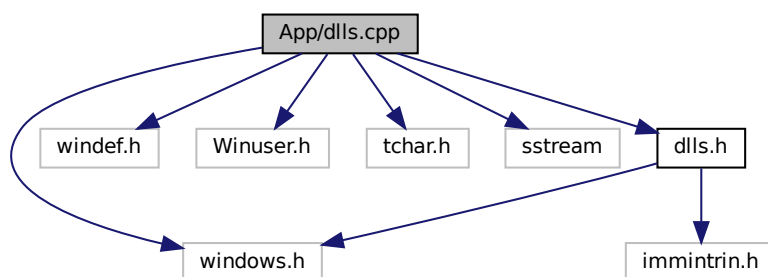 App/dlls.cpp
windef.h
Winuser.h
tchar.h
sstream
dlls.h
windows.h
immintrin.h